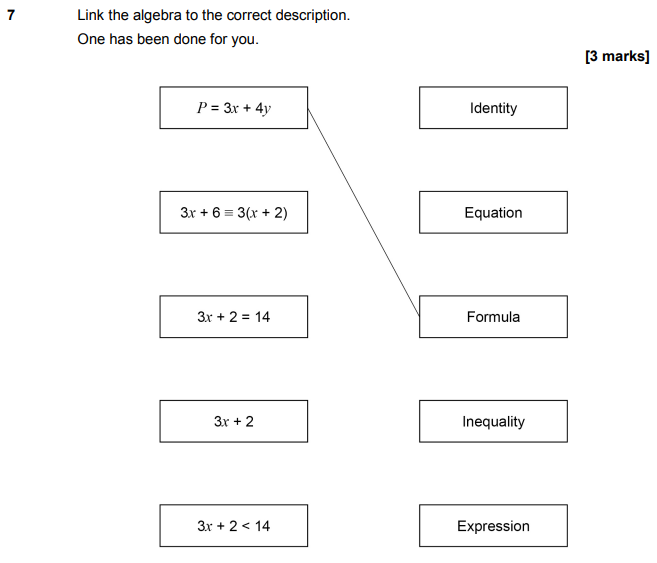 7 Link the algebra to the correct description.
One has been done for you.
[3 marks]
P = 3x + 4y Identity
3x + 6 ≡ 3(x + 2) Equation
3x + 2 = 14 Formula
3x + 2 Inequality
3x + 2 < 14 Expression